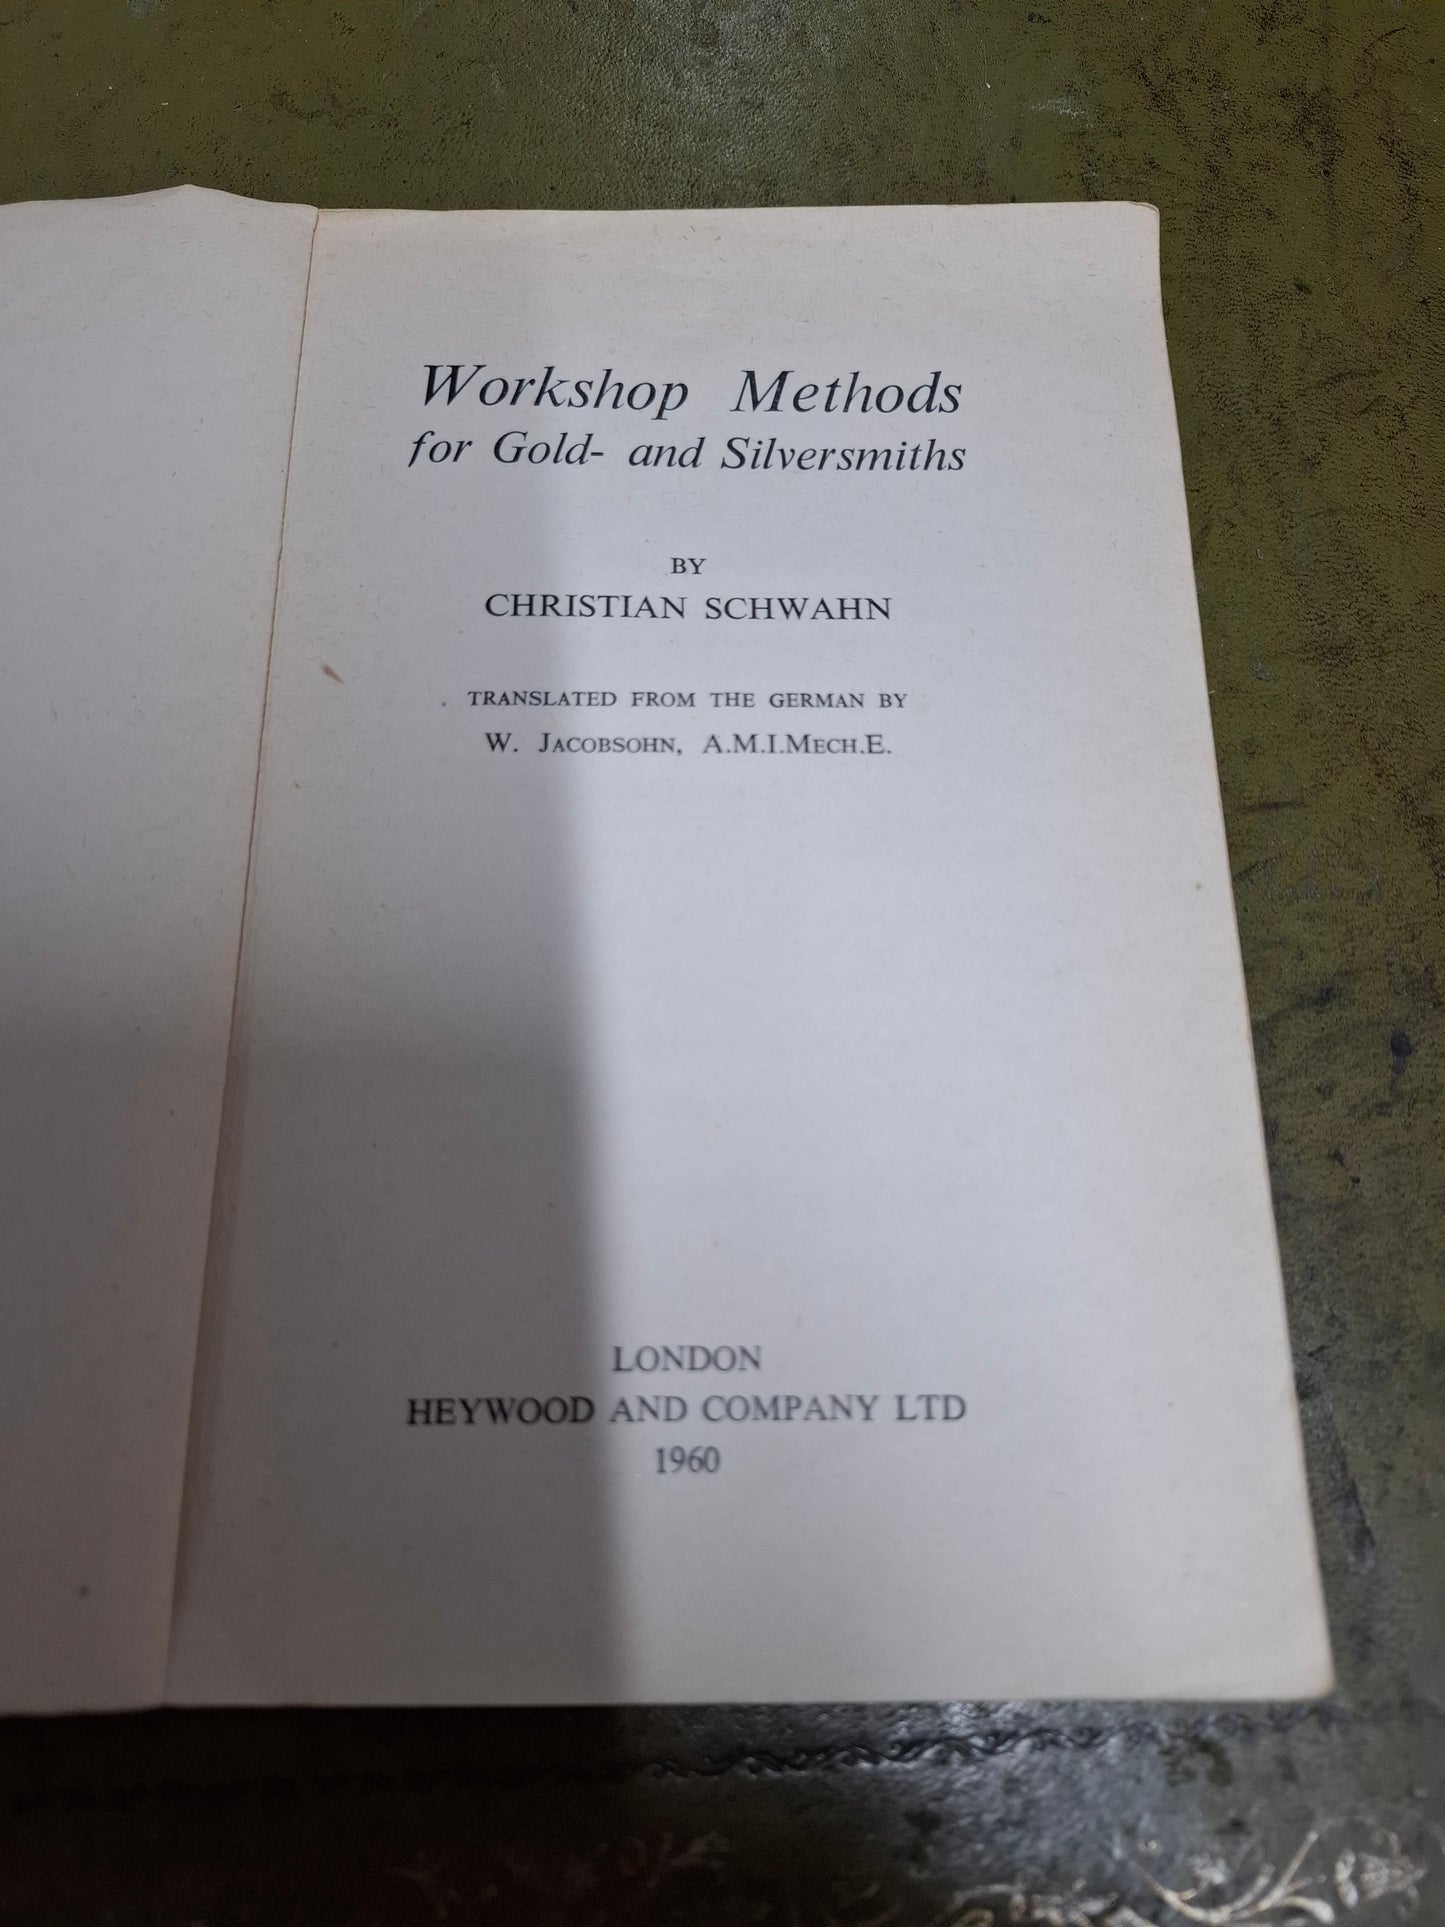 Workshop Methods
for Gold- and Silversmiths
BY
CHRISTIAN SCHWAHN
TRANSLATED FROM THE GERMAN BY
W. JACOBSOHN, A.M.I.MECH.E.
LONDON
HEYWOOD AND COMPANY LTD
1960